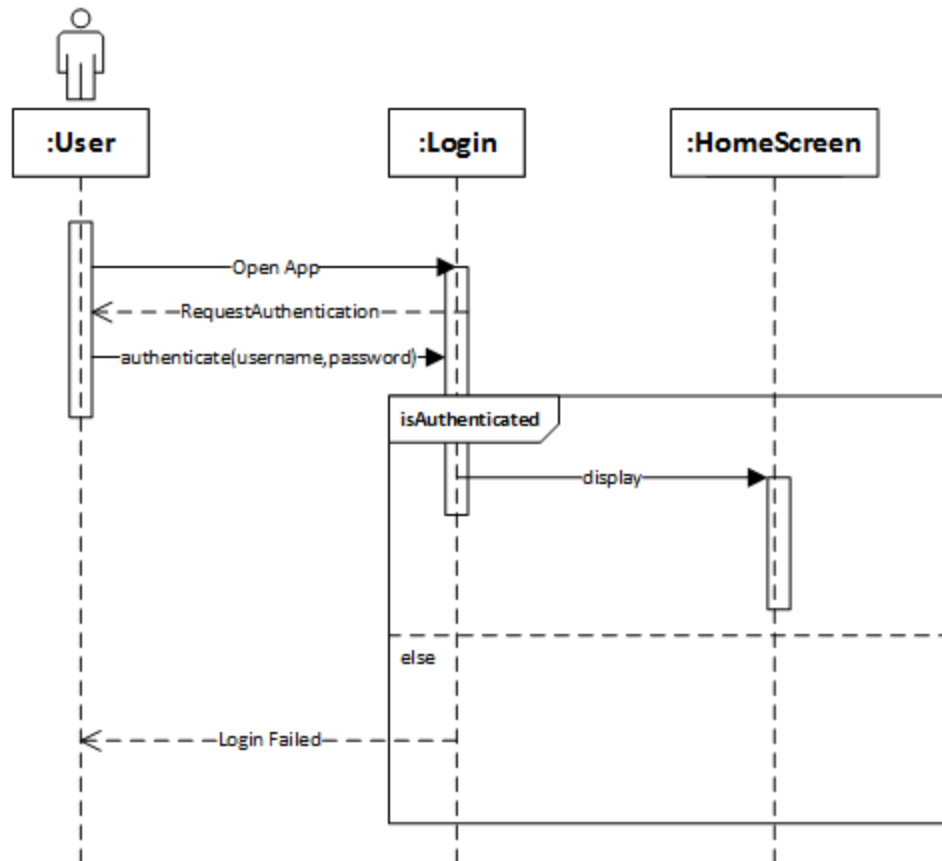 :User
:Login
:HomeScreen
Open App
RequestAuthentication
authenticate(username,password)
isAuthenticated
display
else
Login Failed